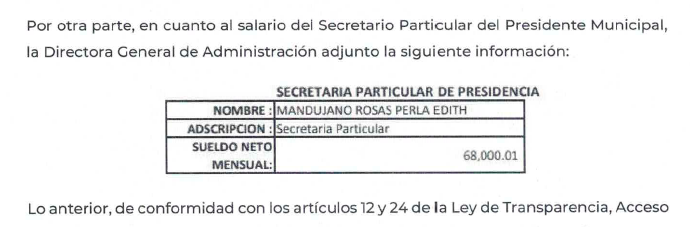 Por otra parte, en cuanto al salario del Secretario Particular del Presidente Municipal,
la Directora General de Administración adjunto la siguiente información:
SECRETARIA PARTICULAR DE PRESIDENCIA
NOMBRE : MANDUJANO ROSAS PERLA EDITH
ADSCRIPCION : Secretaria Particular
SUELDO NETO
MENSUAL: 68,000.01
Lo anterior, de conformidad con los artículos 12 y 24 de la Ley de Transparencia, Acceso